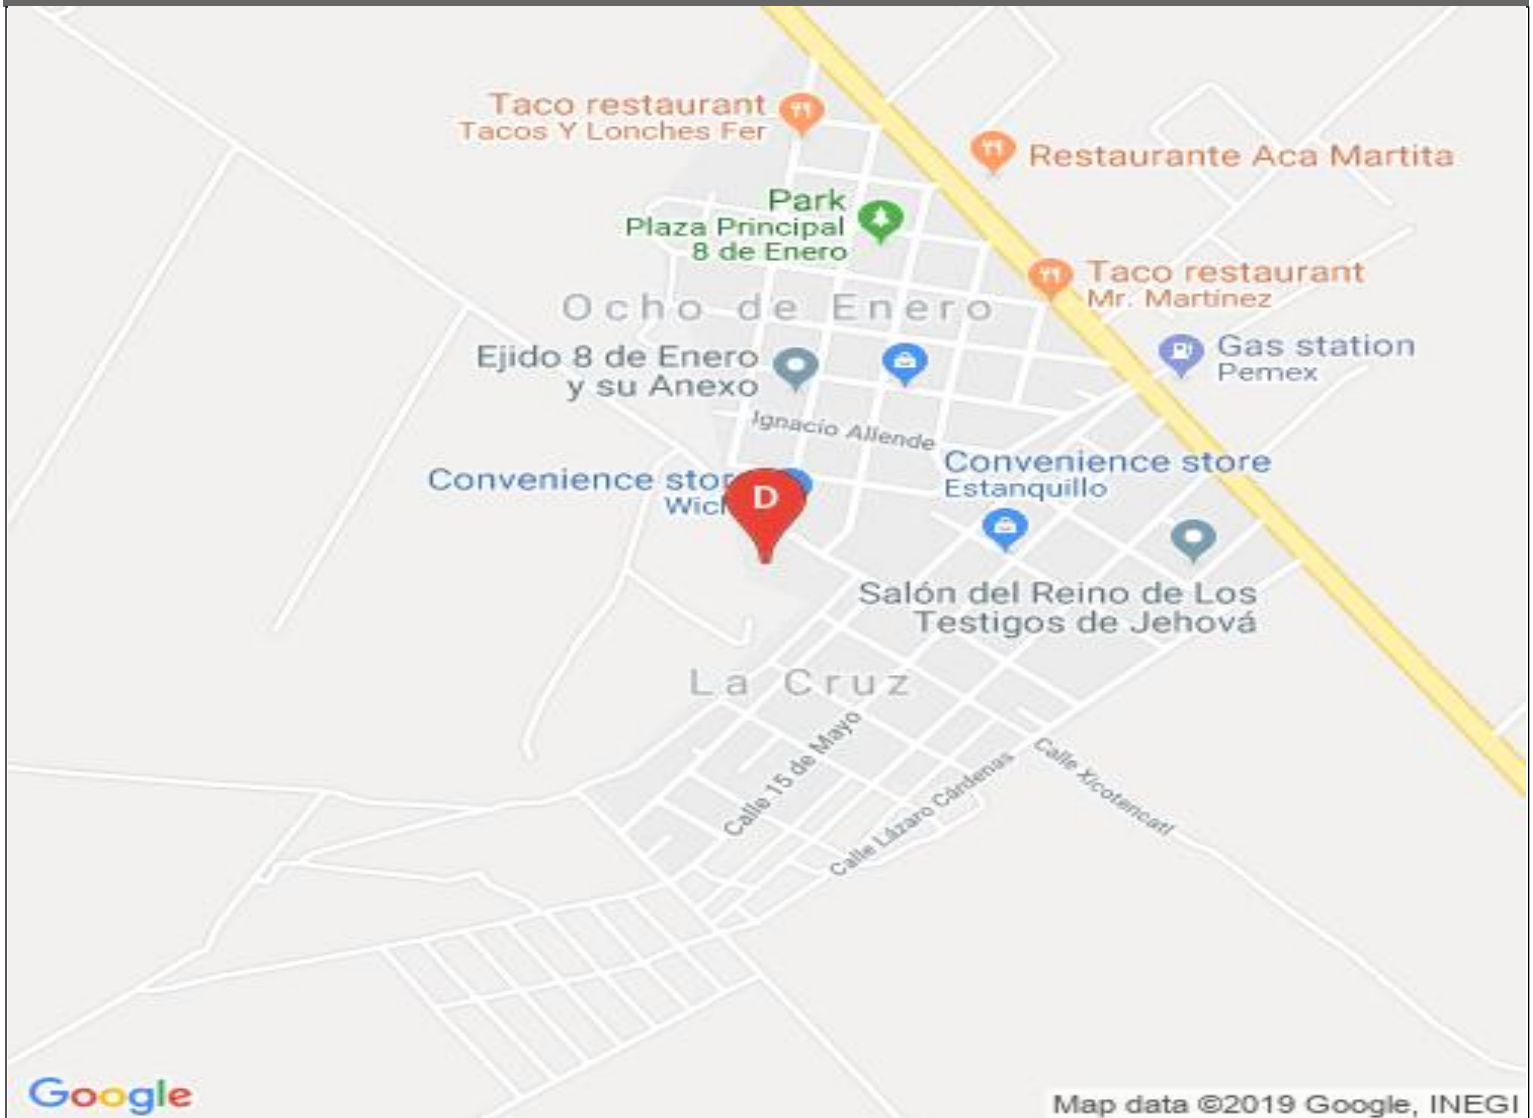 Taco restaurant
Tacos Y Lonches Fer
Restaurante Aca Martita
Park
Plaza Principal
8 de Enero
Taco restaurant
Mr. Martinez
Ocho de Enero
Gas station
Pemex
Ejido 8 de Enero
y su Anexo
Ignacio Allende
Convenience store
Estanquillo
Convenience
D
Salón del Reino de Los
Testigos de Jehová
La Cruz
Calle 15 de Mayo
Calle Lázaro Cárdenas
Calle Xicotencatl
Google
Map data ©2019 Google, INEGI